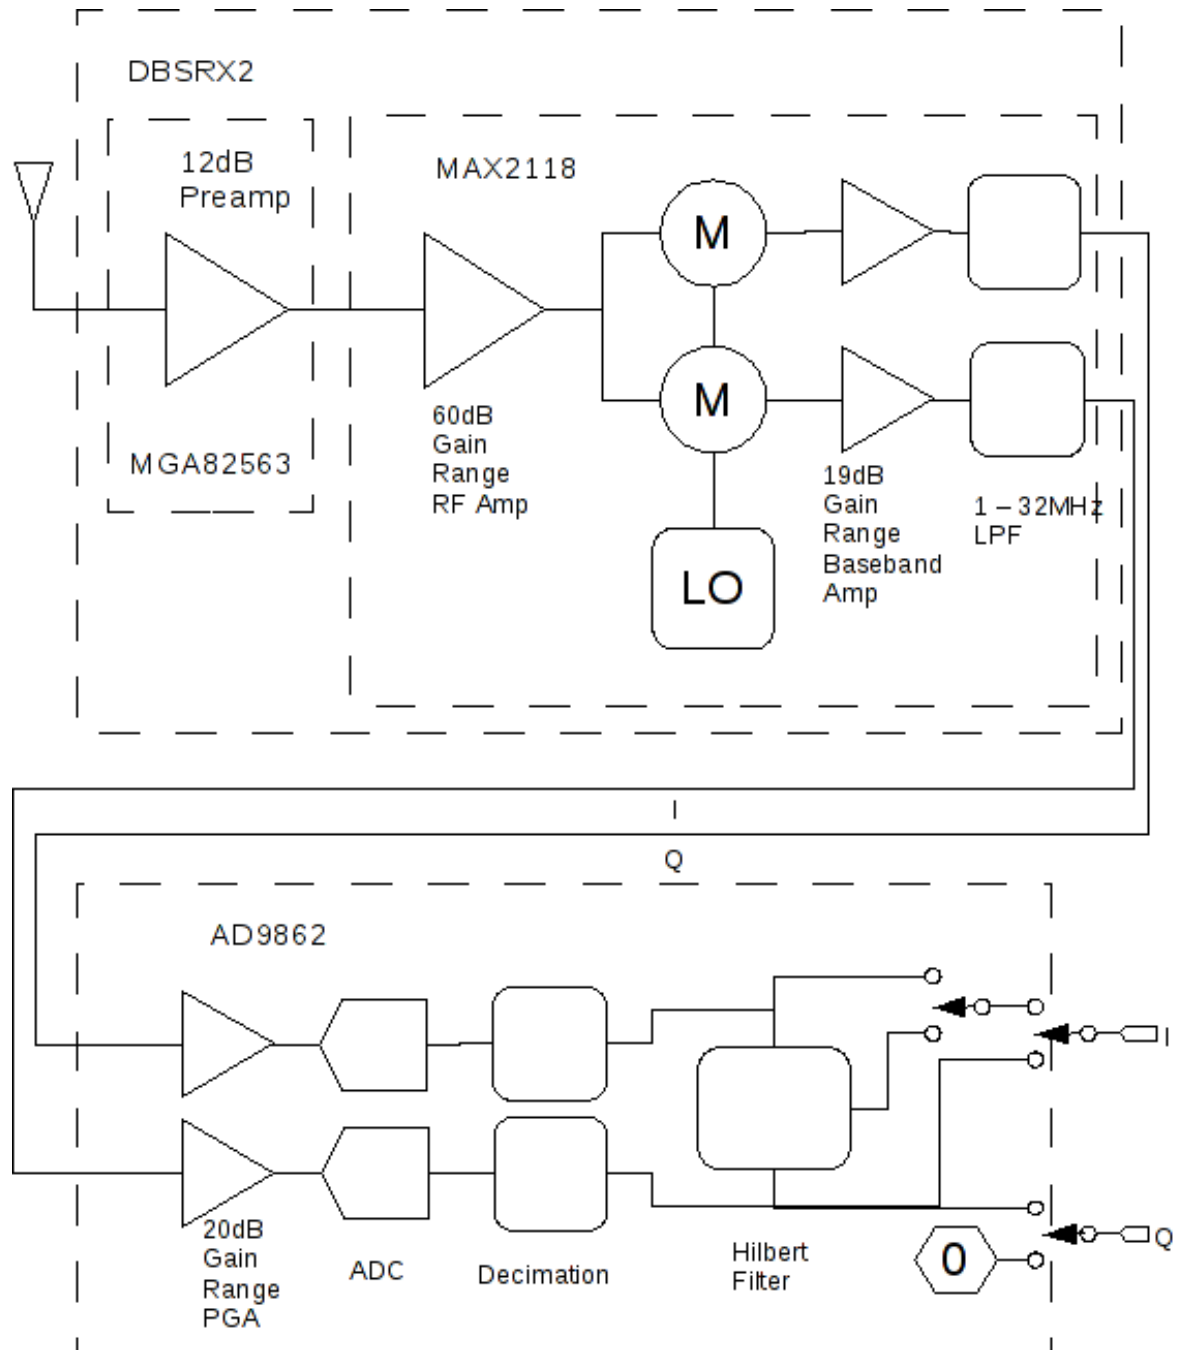 DBSRX2
12dB
Preamp
MAX2118
M
M
60dB
Gain
Range
RF Amp
MGA82563
19dB
Gain
Range
Baseband
Amp
1 – 32MHz
LPF
LO
I
Q
AD9862
I
Q
0
20dB
Gain
Range
PGA
ADC
Decimation
Hilbert
Filter